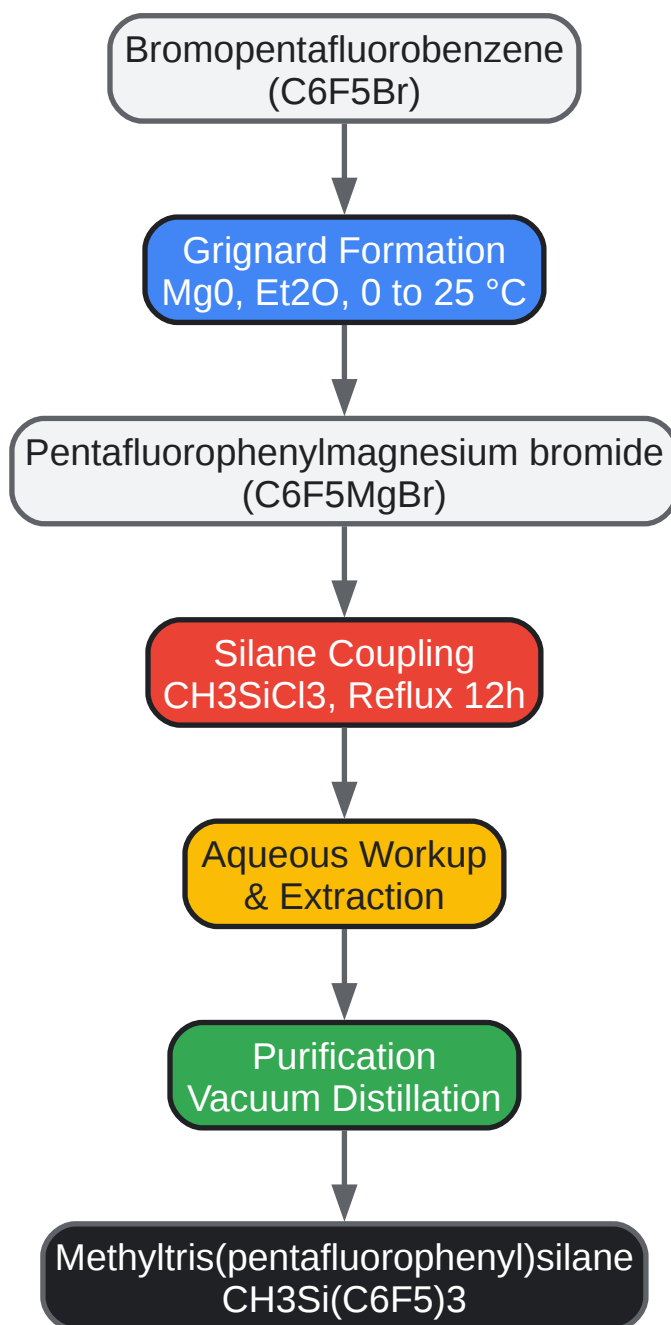 Bromopentafluorobenzene
(C6F5Br)
Grignard Formation
Mg0, Et2O, 0 to 25 °C
Pentafluorophenylmagnesium bromide
(C6F5MgBr)
Silane Coupling
CH3SiCl3, Reflux 12h
Aqueous Workup
& Extraction
Purification
Vacuum Distillation
Methyltris(pentafluorophenyl)silane
CH3Si(C6F5)3